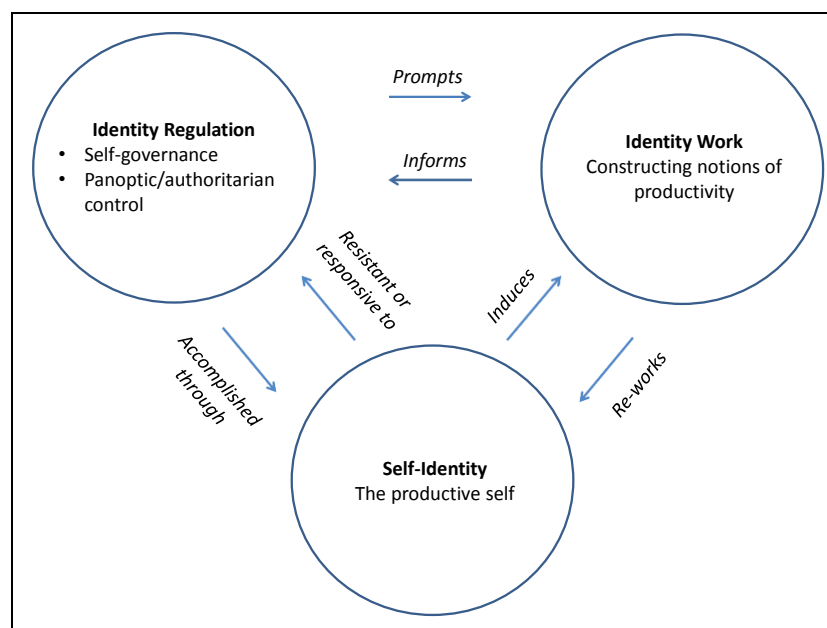 Prompts
Identity Regulation
• Self-governance
• Panoptic/authoritarian
control
Informs
Identity Work
Constructing notions of
productivity
Resistant or
responsive to
Induces
Accomplished
through
Re-works
Self-Identity
The productive self